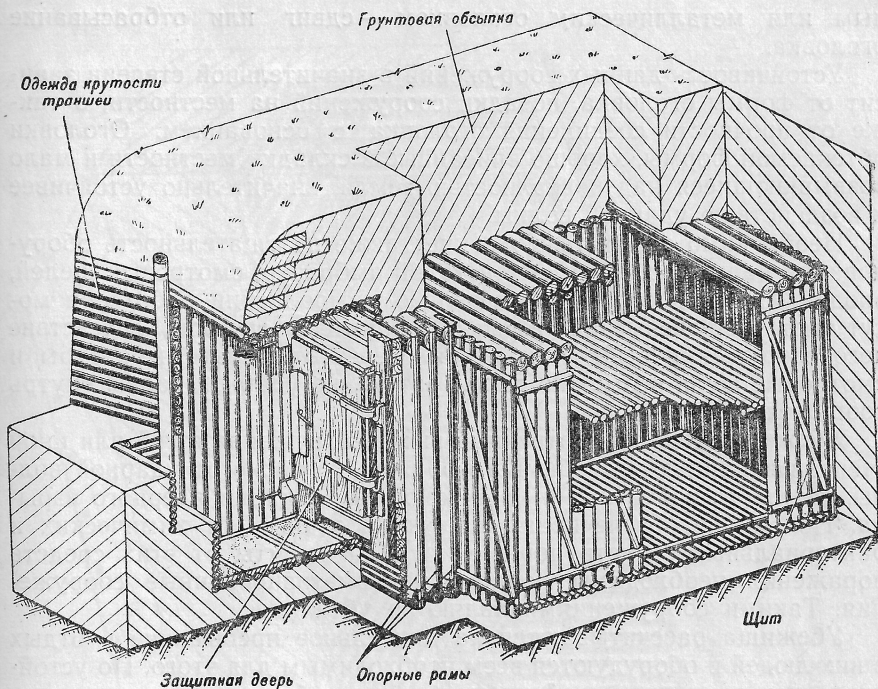 Грунтовая обсыпка
Одежда крутости
траншеи
Щит
Защитная дверь
Опорные рамы